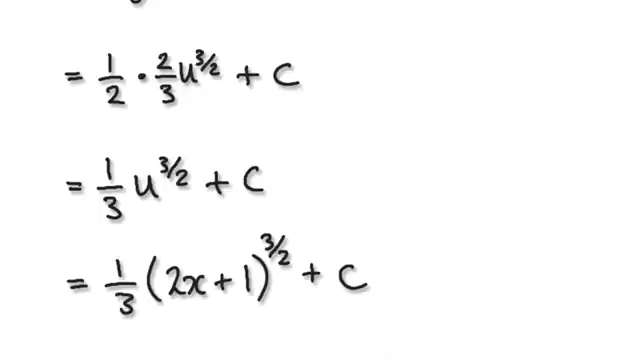 = 1/2 · 2/3 u^3/2 + C
= 1/3 u^3/2 + C
= 1/3 (2x+1)^3/2 + C